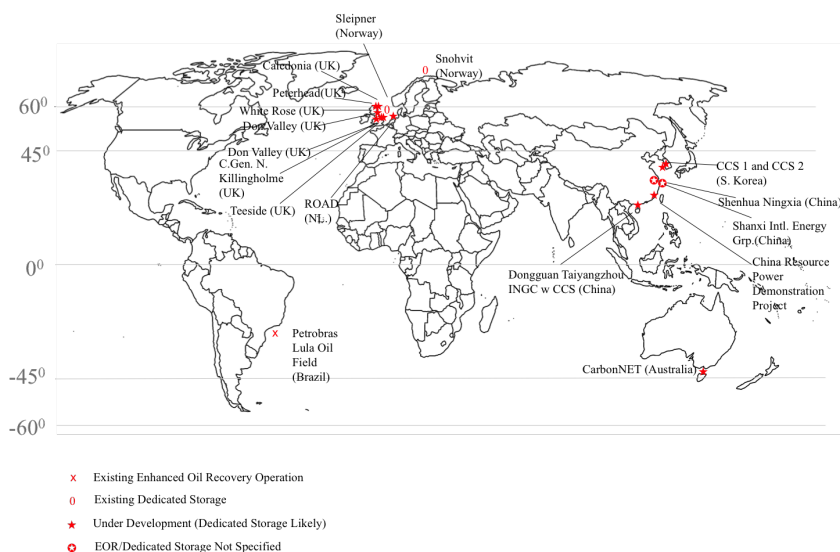 Sleipner
(Norway)
Snohvit
(Norway)
Caledonia (UK)
Peterhead(UK)
White Rose (UK)
Don Valley (UK)
Don Valley (UK)
C.Gen. N.
Killingholme
(UK)
Teeside (UK)
ROAD
(NL.)
CCS 1 and CCS 2
(S. Korea)
Shenhua Ningxia (China)
Shanxi Intl. Energy
Grp.(China)
China Resource
Power
Demonstration
Project
Dongguan Taiyangzhou
INGC w CCS (China)
Petrobras
Lula Oil
Field
(Brazil)
CarbonNET (Australia)
60⁰
45⁰
0⁰
-45⁰
-60⁰
x Existing Enhanced Oil Recovery Operation
0 Existing Dedicated Storage
★ Under Development (Dedicated Storage Likely)
✪ EOR/Dedicated Storage Not Specified